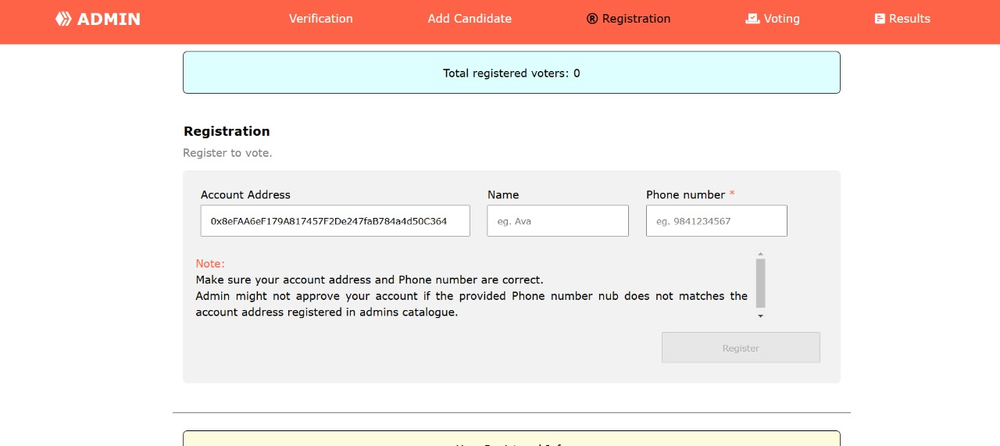 ADMIN Verification Add Candidate Registration Voting Results
Total registered voters: 0
Registration
Register to vote.
Account Address Name Phone number *
0x8eFAA6eF179A817457F2De247faB784a4d50C364 eg. Ava eg. 9841234567
Note:
Make sure your account address and Phone number are correct.
Admin might not approve your account if the provided Phone number nub does not matches the
account address registered in admins catalogue.
Register